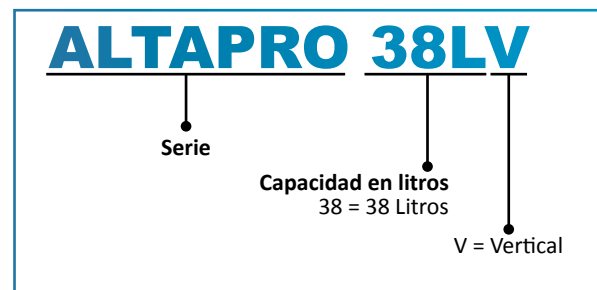 ALTAPRO 38LV
Serie
Capacidad en litros
38 = 38 Litros
V = Vertical